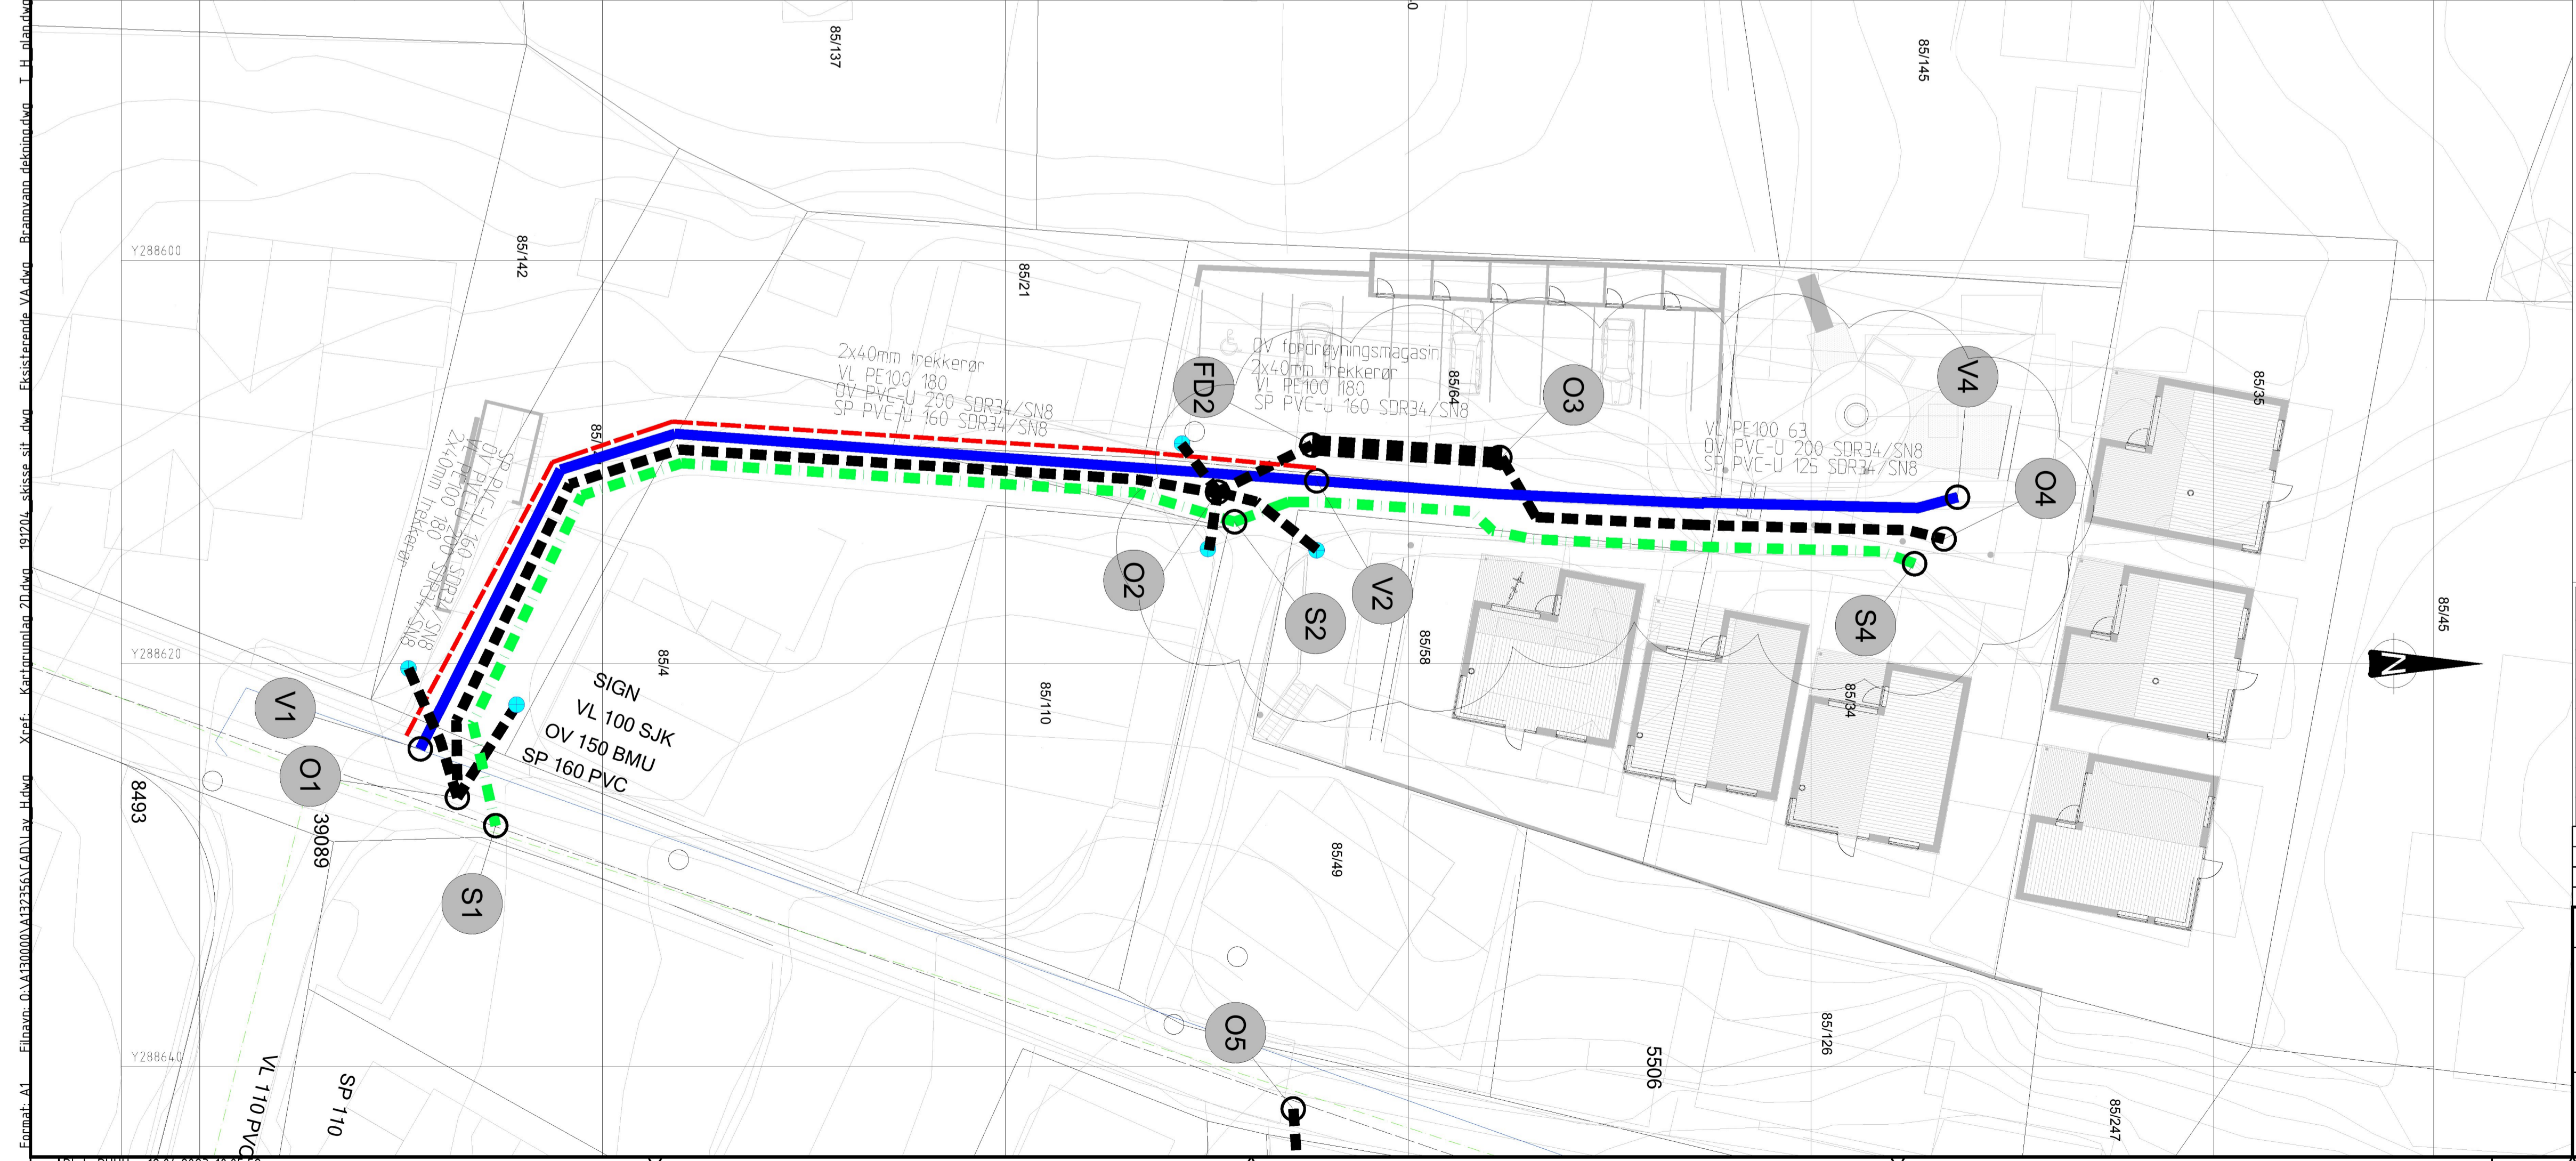 Format: A1    Filnavn: O:\A130000\A132356\CAD\Lay_H.dwg    Xref:    Kartgrunnlag 2D.dwg    191204_skisse_sit .dwg    Eksisterende VA.dwg    Brannvann dekning.dwg    T_H_plan.dwg
85/137
85/145
Y288600
85/142
85/21
2x40mm trekkerør
VL PE100 180
OV PVC-U 200 SDR34/SN8
SP PVC-U 160 SDR34/SN8
FD2
OV fordrøyningsmagasin
2x40mm trekkerør
VL PE100 180
SP PVC-U 160 SDR34/SN8
85/64
O3
V4
85/35
VL PE100 63
OV PVC-U 200 SDR34/SN8
SP PVC-U 125 SDR34/SN8
O4
SP PVC-U 160 SDR34/SN8
OV PVC-U 200 SDR34/SN8
VL PE100 180
2x40mm trekkerør
O2
S2
V2
S4
85/45
Y288620
85/4
85/58
85/34
N
V1
SIGN
VL 100 SJK
OV 150 BMU
SP 160 PVC
85/110
O1
8493
39089
85/49
S1
O5
85/126
5506
Y288640
VL 110 PVC
SP 110
85/247